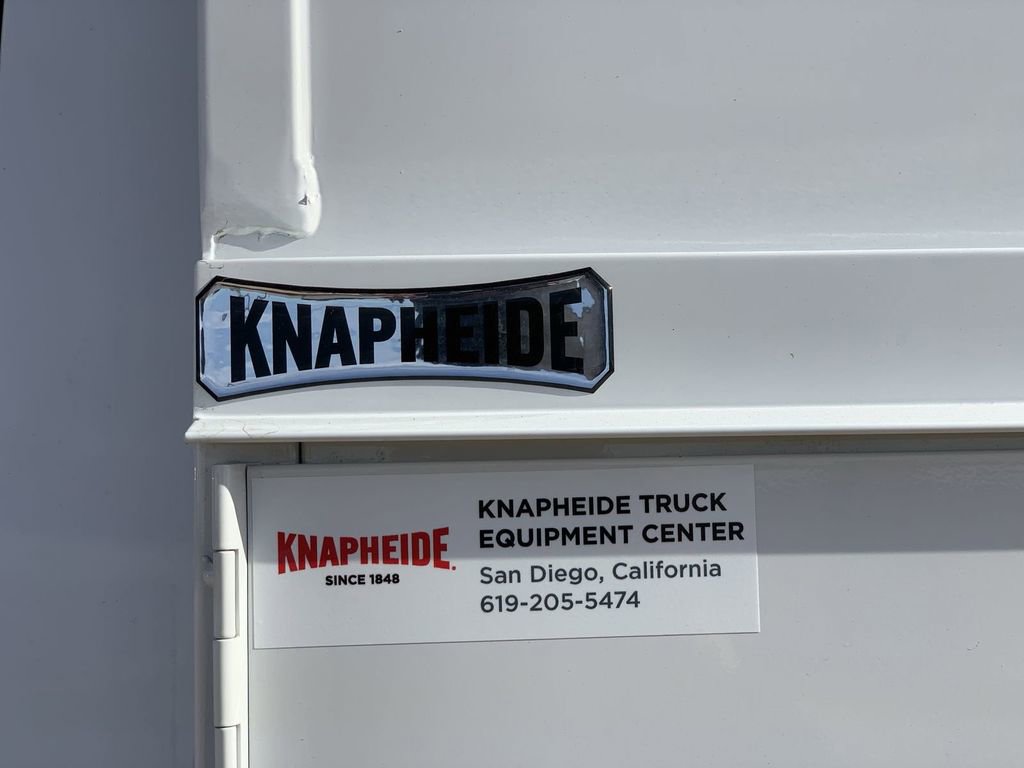 KNAPHEIDE
KNAPHEIDE.
SINCE 1848
KNAPHEIDE TRUCK
EQUIPMENT CENTER
San Diego, California
619-205-5474